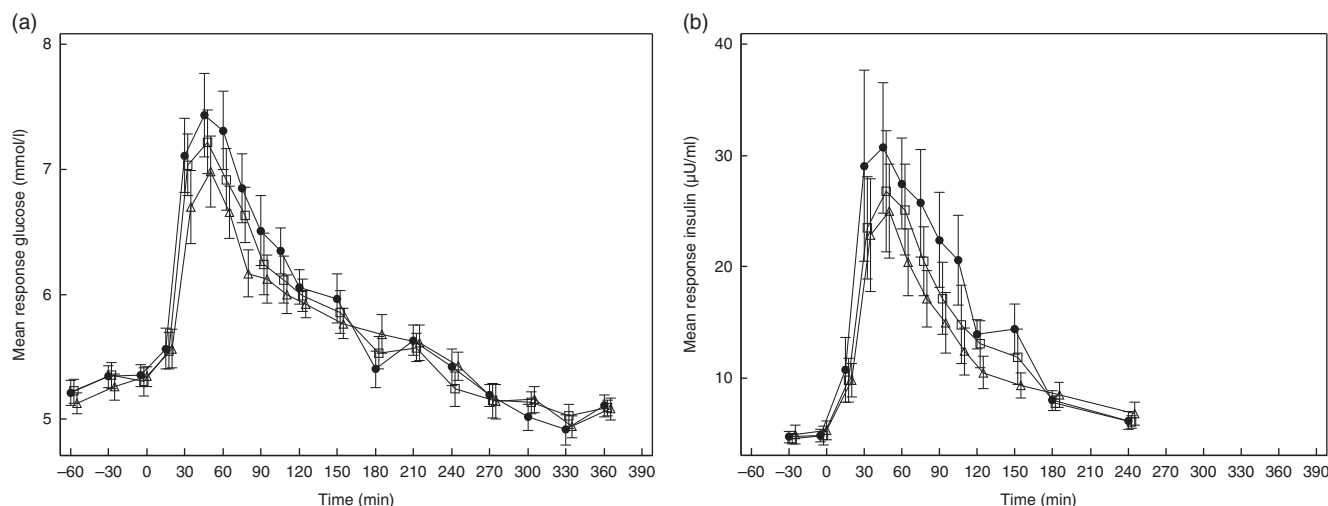 (a)
8
7
6
5
Mean response glucose (mmol/l)
–60 –30 0 30 60 90 120 150 180 210 240 270 300 330 360 390
Time (min)
(b)
40
30
20
10
Mean response insulin (µU/ml)
–60 –30 0 30 60 90 120 150 180 210 240 270 300 330 360 390
Time (min)